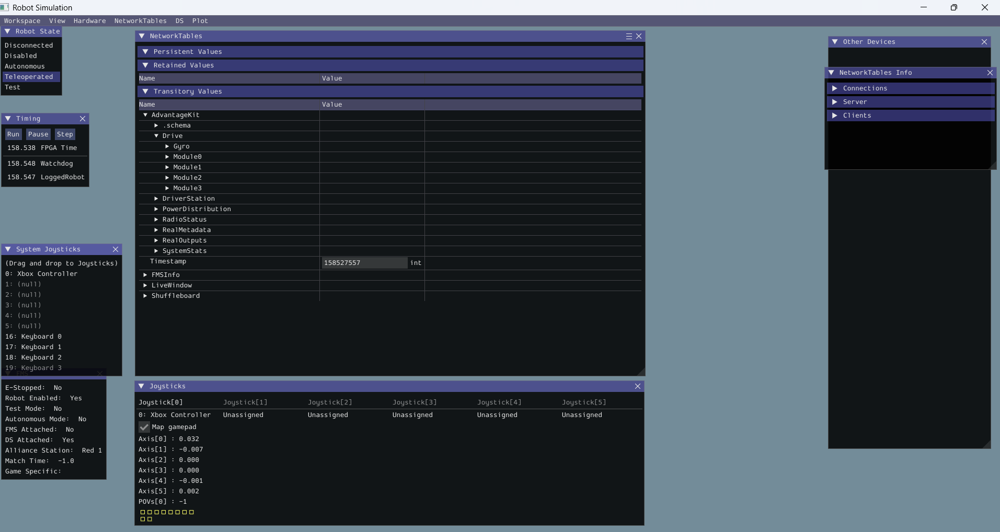 Robot Simulation
Workspace View Hardware NetworkTables DS Plot
Robot State
Disconnected
Disabled
Autonomous
Teleoperated
Test
Timing
Run Pause Step
158.538 FPGA Time
158.548 Watchdog
158.547 LoggedRobot
System Joysticks
(Drag and drop to Joysticks)
0: Xbox Controller
1: (null)
2: (null)
3: (null)
4: (null)
5: (null)
16: Keyboard 0
17: Keyboard 1
18: Keyboard 2
19: Keyboard 3
FMS
E-Stopped: No
Robot Enabled: Yes
Test Mode: No
Autonomous Mode: No
FMS Attached: No
DS Attached: Yes
Alliance Station: Red 1
Match Time: -1.0
Game Specific:
NetworkTables
Persistent Values
Retained Values
Name Value
Transitory Values
Name Value
AdvantageKit
.schema
Drive
Gyro
Module0
Module1
Module2
Module3
DriverStation
PowerDistribution
RadioStatus
RealMetadata
RealOutputs
SystemStats
Timestamp 158527557 int
FMSInfo
LiveWindow
Shuffleboard
Joysticks
Joystick[0] Joystick[1] Joystick[2] Joystick[3] Joystick[4] Joystick[5]
0: Xbox Controller Unassigned Unassigned Unassigned Unassigned Unassigned
Map gamepad
Axis[0] : 0.032
Axis[1] : -0.007
Axis[2] : 0.000
Axis[3] : 0.000
Axis[4] : -0.001
Axis[5] : 0.002
POVs[0] : -1
Other Devices
NetworkTables Info
Connections
Server
Clients